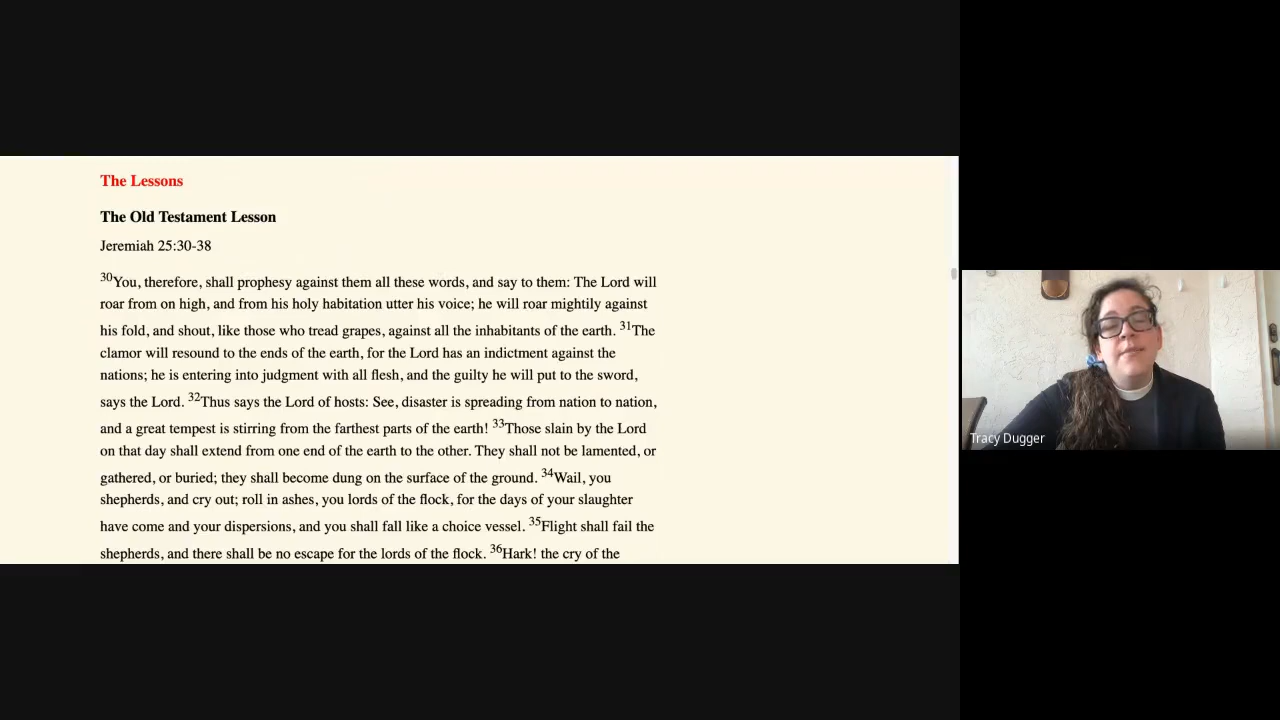 The Lessons
The Old Testament Lesson
Jeremiah 25:30-38
30You, therefore, shall prophesy against them all these words, and say to them: The Lord will
roar from on high, and from his holy habitation utter his voice; he will roar mightily against
his fold, and shout, like those who tread grapes, against all the inhabitants of the earth. 31The
clamor will resound to the ends of the earth, for the Lord has an indictment against the
nations; he is entering into judgment with all flesh, and the guilty he will put to the sword,
says the Lord. 32Thus says the Lord of hosts: See, disaster is spreading from nation to nation,
and a great tempest is stirring from the farthest parts of the earth! 33Those slain by the Lord
on that day shall extend from one end of the earth to the other. They shall not be lamented, or
gathered, or buried; they shall become dung on the surface of the ground. 34Wail, you
shepherds, and cry out; roll in ashes, you lords of the flock, for the days of your slaughter
have come and your dispersions, and you shall fall like a choice vessel. 35Flight shall fail the
shepherds, and there shall be no escape for the lords of the flock. 36Hark! the cry of the
Tracy Dugger